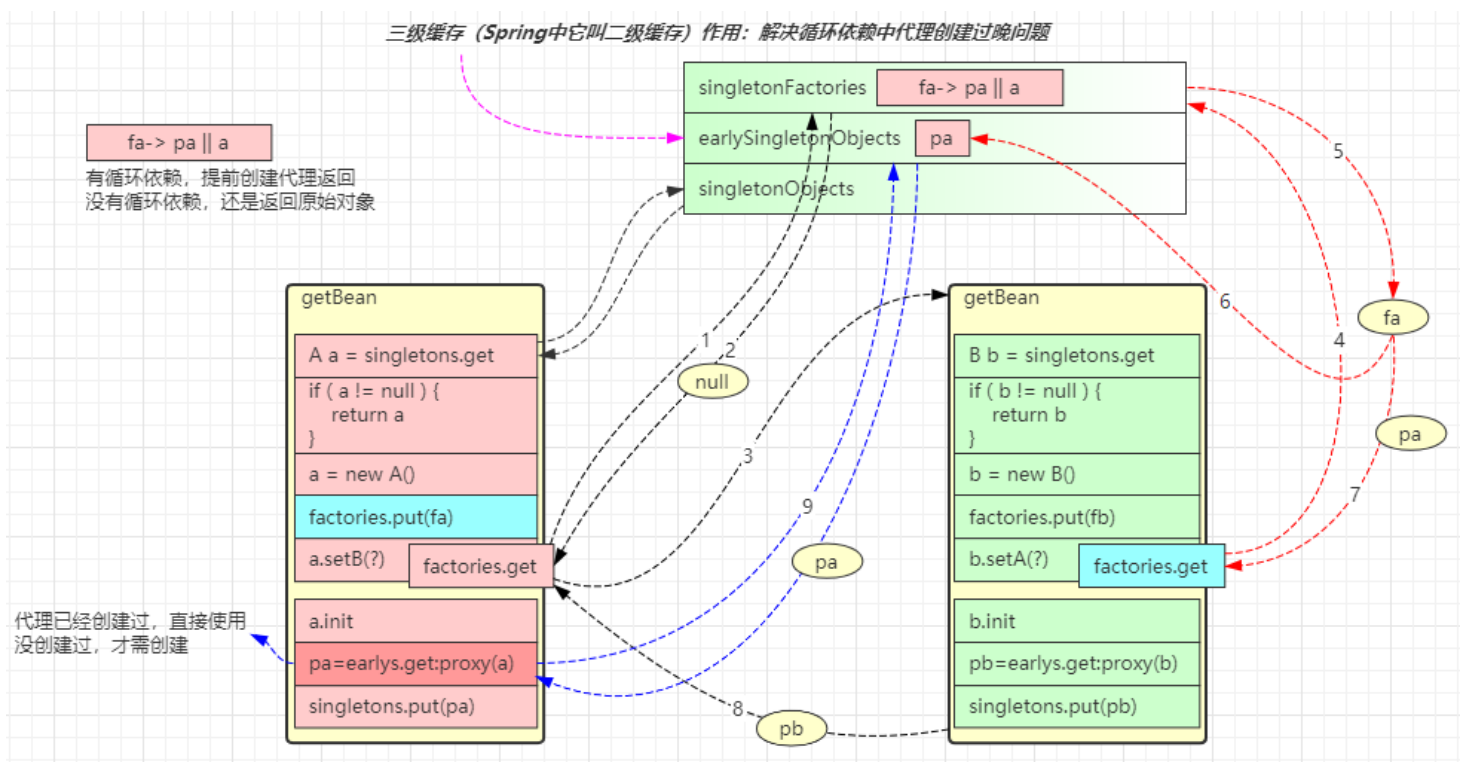 三级缓存（Spring中它叫二级缓存）作用：解决循环依赖中代理创建过晚问题
singletonFactories
fa-> pa || a
earlySingletonObjects
pa
singletonObjects
fa-> pa || a
有循环依赖，提前创建代理返回
没有循环依赖，还是返回原始对象
getBean
A a = singletons.get
if ( a != null ) {
return a
}
a = new A()
factories.put(fa)
a.setB(?)
factories.get
a.init
pa=earlys.get:proxy(a)
singletons.put(pa)
代理已经创建过，直接使用
没创建过，才需创建
1
2
null
3
9
pa
8
pb
getBean
B b = singletons.get
if ( b != null ) {
return b
}
b = new B()
factories.put(fb)
b.setA(?)
factories.get
b.init
pb=earlys.get:proxy(b)
singletons.put(pb)
5
6
4
fa
pa
7